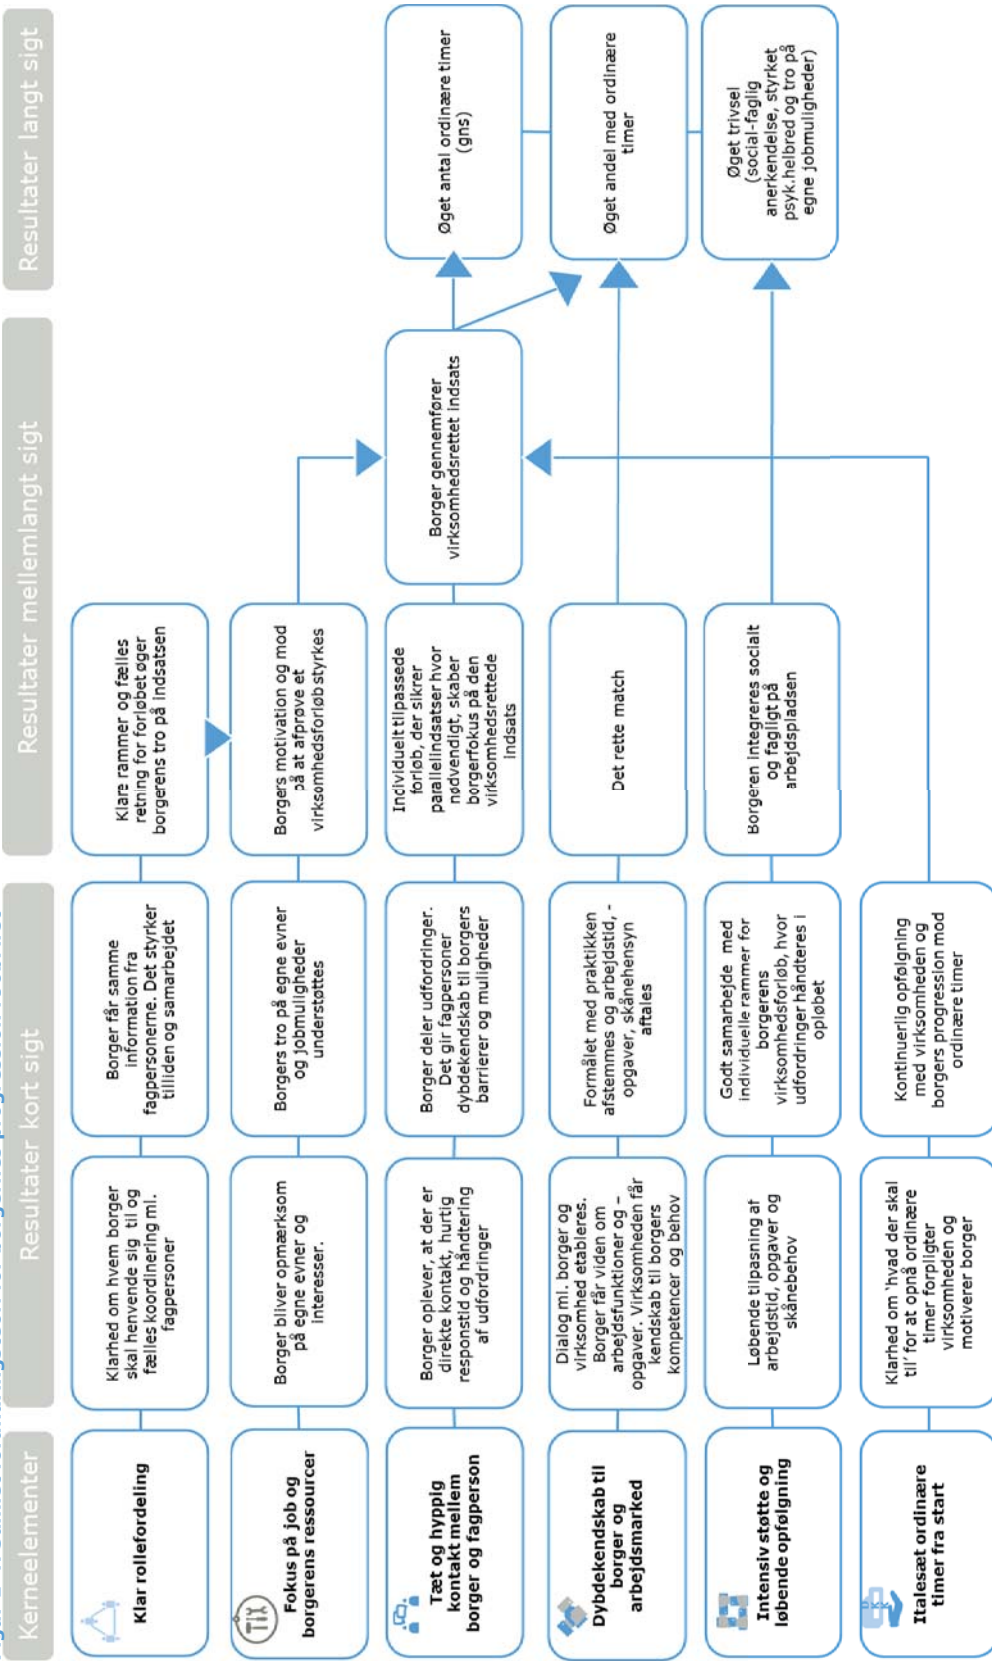 Kerneelementer
Resultater kort sigt
Resultater mellemlangt sigt
Resultater langt sigt
Klar rollefordeling
Klarhed om hvem borger
skal henvende sig til og
fælles koordinering ml.
fagpersoner
Borger får samme
information fra
fagpersonerne. Det styrker
tilliden og samarbejdet
Klare rammer og fælles
retning for forløbet øger
borgerens tro på indsatsen
Fokus på job og
borgerens ressourcer
Borger bliver opmærksom
på egne evner og
interesser.
Borgers tro på egne evner
og jobmuligheder
understøttes
Borgers motivation og mod
på at afprøve et
virksomhedsforløb styrkes
Tæt og hyppig
kontakt mellem
borger og fagperson
Borger oplever, at der er
direkte kontakt, hurtig
responstid og håndtering
af udfordringer
Borger deler udfordringer.
Det gir fagpersoner
dybdekendskab til borgers
barrierer og muligheder
Individuelt tilpassede
forløb, der sikrer
parallelindsatser hvor
nødvendigt, skaber
borgerfokus på den
virksomhedsrettede
indsats
Borger gennemfører
virksomhedsrettet indsats
Øget antal ordinære timer
(gns)
Dybdekendskab til
borger og
arbejdsmarked
Dialog ml. borger og
virksomhed etableres.
Borger får viden om
arbejdsfunktioner og –
opgaver. Virksomheden får
kendskab til borgers
kompetencer og behov
Formålet med praktikken
afstemmes og arbejdstid, -
opgaver, skånehensyn
aftales
Det rette match
Øget andel med ordinære
timer
Intensiv støtte og
løbende opfølgning
Løbende tilpasning af
arbejdstid, opgaver og
skånebehov
Godt samarbejde med
individuelle rammer for
borgerens
virksomhedsforløb, hvor
udfordringer håndteres i
opløbet
Borgeren integreres socialt
og fagligt på
arbejdspladsen
Øget trivsel
(social-faglig
anerkendelse, styrket
psyk.helbred og tro på
egne jobmuligheder)
Italesæt ordinære
timer fra start
Klarhed om 'hvad der skal
til' for at opnå ordinære
timer forpligter
virksomheden og
motiverer borger
Kontinuerlig opfølgning
med virksomheden og
borgers progression mod
ordinære timer